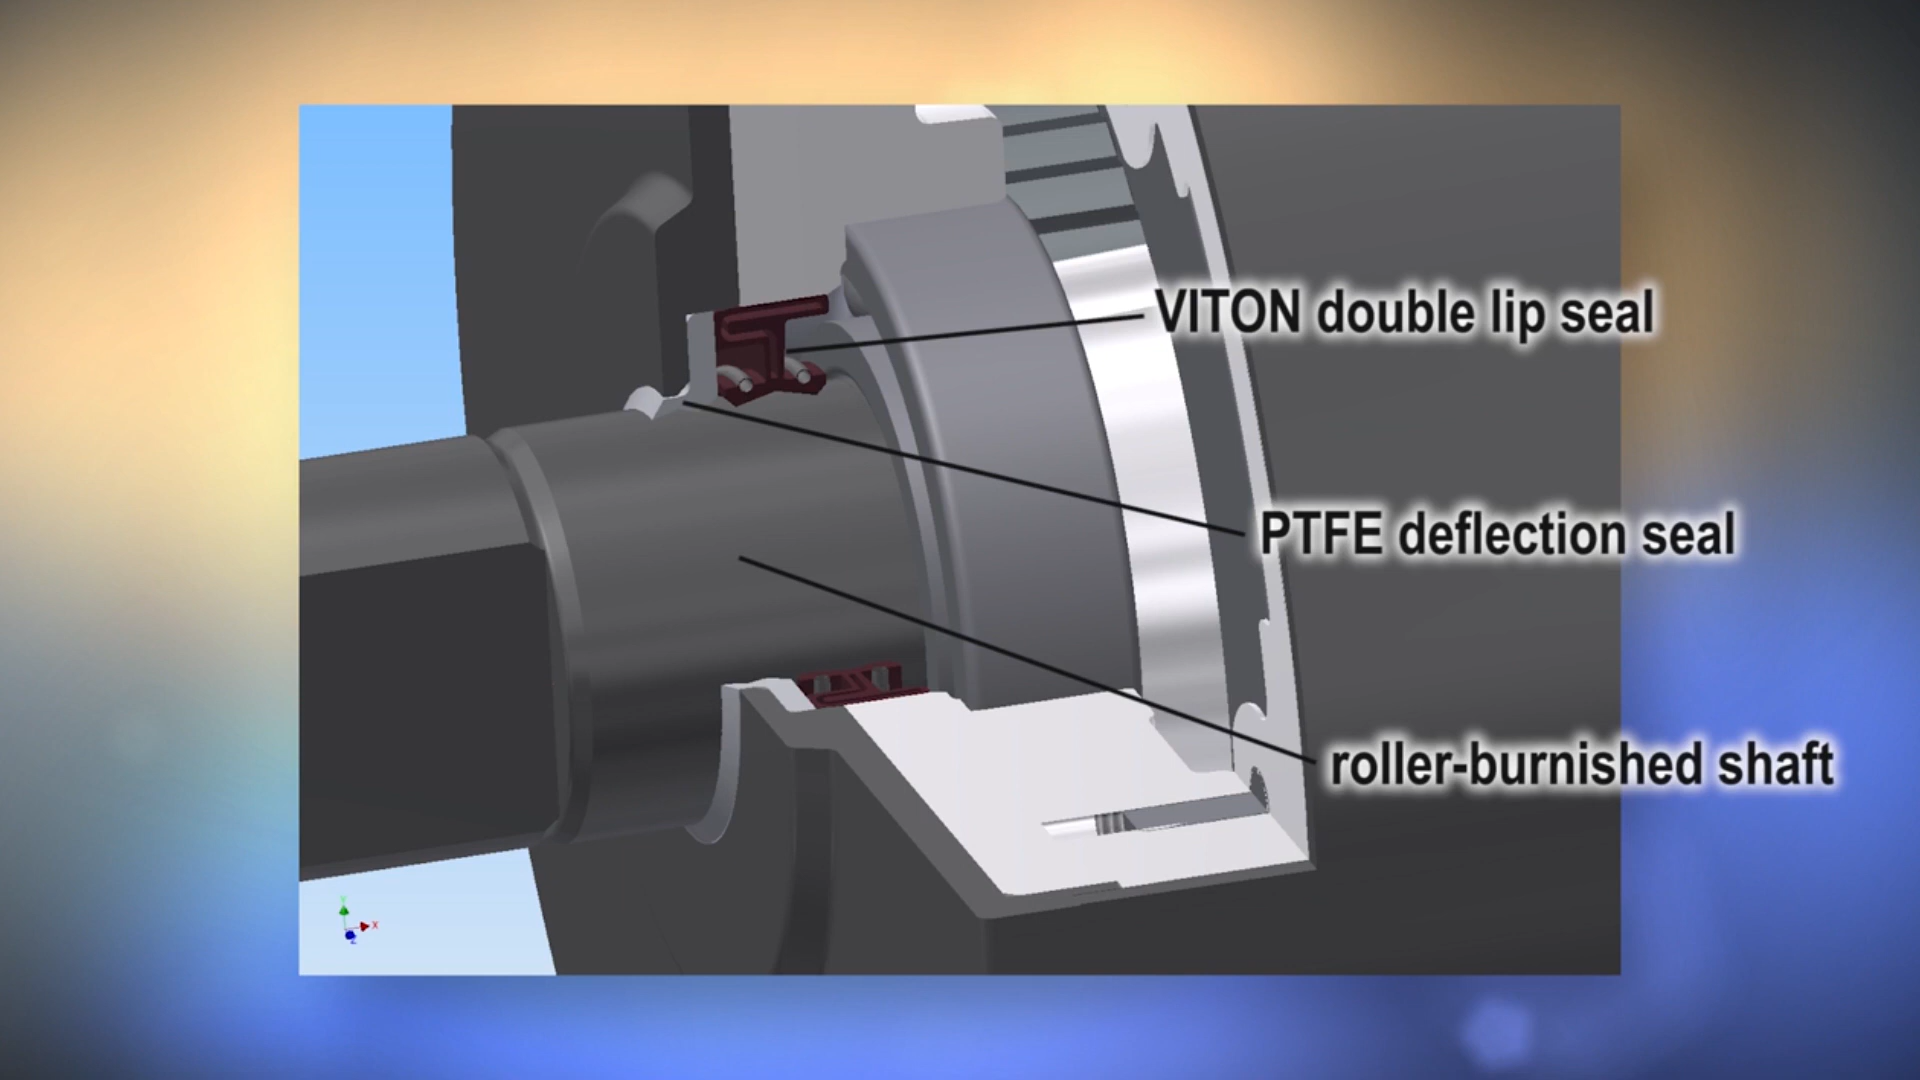 VITON double lip seal
PTFE deflection seal
roller-burnished shaft
Y
X
Z